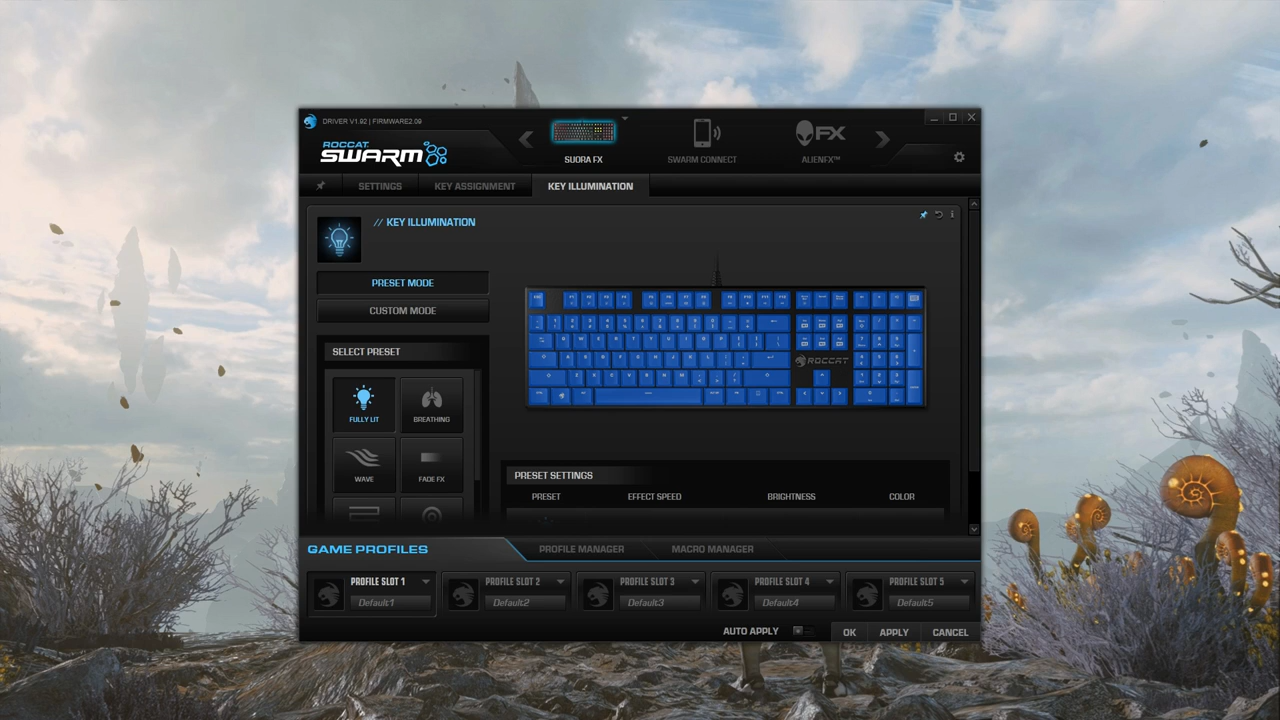 DRIVER V1.92 | FIRMWARE2.09
ROCCAT
SWARM
SUORA FX
SWARM CONNECT
FX
ALIENFX™
SETTINGS
KEY ASSIGNMENT
KEY ILLUMINATION
// KEY ILLUMINATION
PRESET MODE
CUSTOM MODE
SELECT PRESET
FULLY LIT
BREATHING
WAVE
FADE FX
ROCCAT
PRESET SETTINGS
PRESET
EFFECT SPEED
BRIGHTNESS
COLOR
GAME PROFILES
PROFILE MANAGER
MACRO MANAGER
PROFILE SLOT 1
Default1
PROFILE SLOT 2
Default2
PROFILE SLOT 3
Default3
PROFILE SLOT 4
Default4
PROFILE SLOT 5
Default5
AUTO APPLY
OK
APPLY
CANCEL